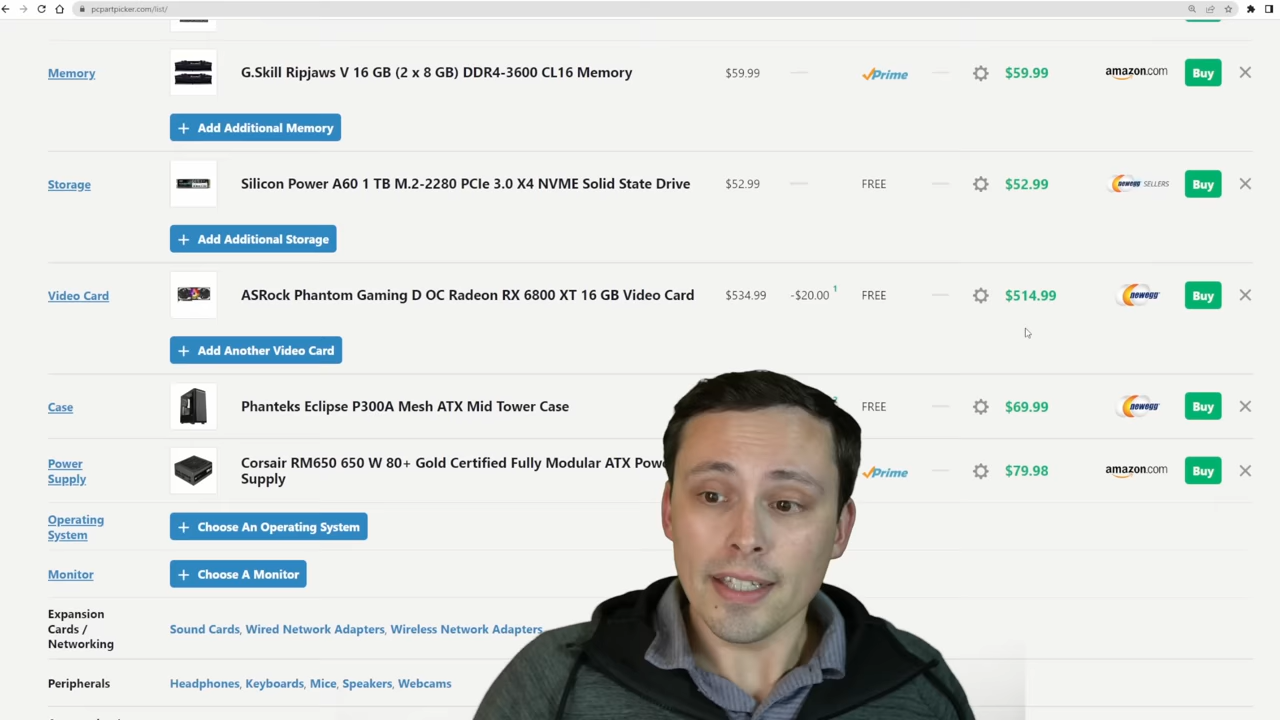 pcpartpicker.com/list/
Memory
G.Skill Ripjaws V 16 GB (2 x 8 GB) DDR4-3600 CL16 Memory
$59.99
Prime
$59.99
amazon.com
Buy
+ Add Additional Memory
Storage
Silicon Power A60 1 TB M.2-2280 PCIe 3.0 X4 NVME Solid State Drive
$52.99
FREE
$52.99
newegg SELLERS
Buy
+ Add Additional Storage
Video Card
ASRock Phantom Gaming D OC Radeon RX 6800 XT 16 GB Video Card
$534.99
-$20.00 1
FREE
$514.99
newegg
Buy
+ Add Another Video Card
Case
Phanteks Eclipse P300A Mesh ATX Mid Tower Case
FREE
$69.99
newegg
Buy
Power
Supply
Corsair RM650 650 W 80+ Gold Certified Fully Modular ATX
Supply
Prime
$79.98
amazon.com
Buy
Operating
System
+ Choose An Operating System
Monitor
+ Choose A Monitor
Expansion
Cards /
Networking
Sound Cards, Wired Network Adapters, Wireless Network Adapters,
Peripherals
Headphones, Keyboards, Mice, Speakers, Webcams